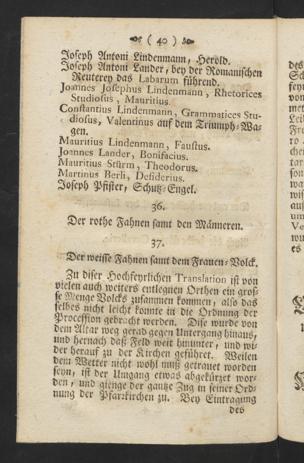 ( 40 )
Joseph Antoni Lindenmann, Herold.
Joseph Antoni Lander, bey der Romanischen
Reuterey das Labarum führend.
Joannes Josephus Lindenmann, Rhetorices
Studiosus, Mauritius.
Constantius Lindenmann, Grammatices Stu-
diosus, Valentinus auf dem Triumph-Wa-
gen.
Mauritius Lindenmann, Faustus.
Joannes Lander, Bonifacius.
Mauritius Stürm, Theodorus.
Martinus Berli, Desiderius.
Joseph Pfister, Schutz-Engel.
36.
Der rothe Fahnen samt den Männeren.
37.
Der weisse Fahnen samt dem Frauen-Volck.
Zu diser Hochfeyrlichen Translation ist von
vielen auch weiters entlegnen Orthen ein gros-
se Menge Volcks zusammen kommen, also das
selbes nicht leicht konnte in die Ordnung der
Procession gebracht werden. Dise wurde von
dem Altar weg gerad gegen Untergang hinaus,
und hernach daß Feld weit hinunter, und wi-
der herauf zu der Kirchen geführet. Weilen
dem Wetter nicht wohl muß getrauet worden
seyn, ist der Umgang etwas abgekürzet wor-
den, und gienge der gantze Zug in seiner Ord-
nung der Pfarrkirchen zu. Bey Eintragung
des